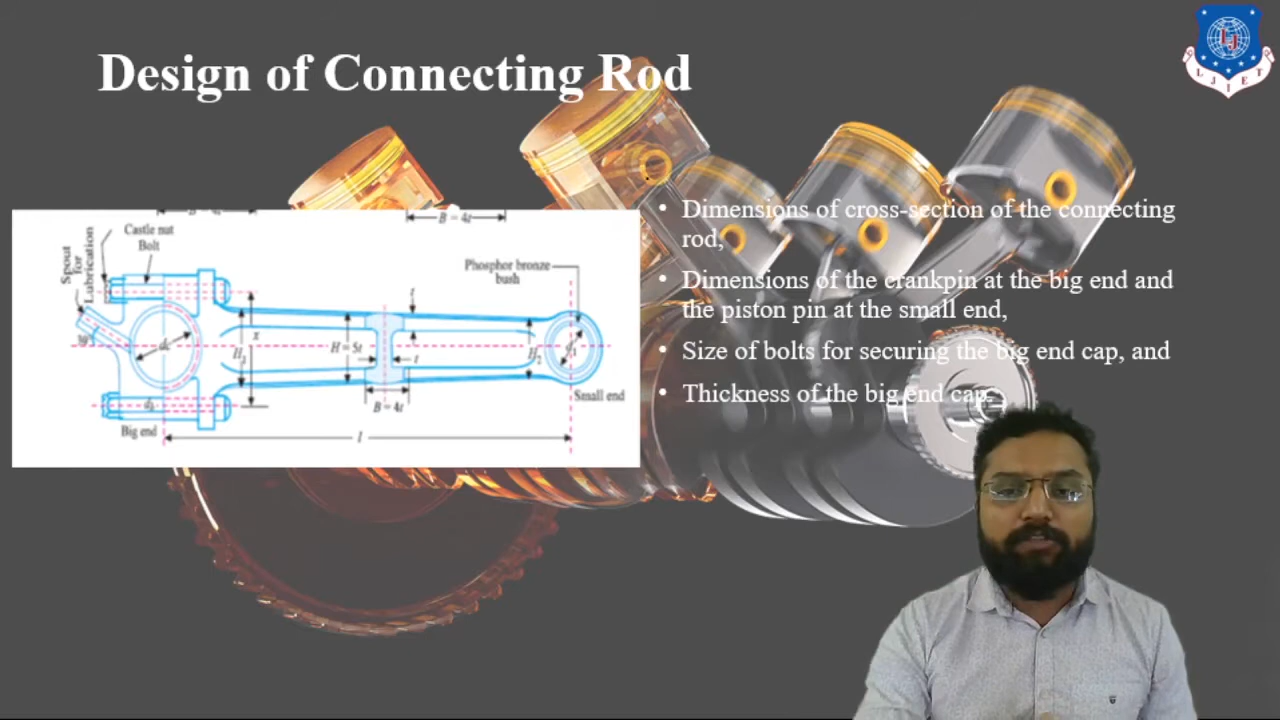 Design of Connecting Rod
B = 4t
Castle nut
Bolt
Spout
for
Lubrication
Phosphor bronze
bush
t
x
H = 5t
t
B = 4t
Small end
Big end
l
• Dimensions of cross-section of the connecting
rod,
• Dimensions of the crankpin at the big end and
the piston pin at the small end,
• Size of bolts for securing the big end cap, and
• Thickness of the big end cap.
L J I E T